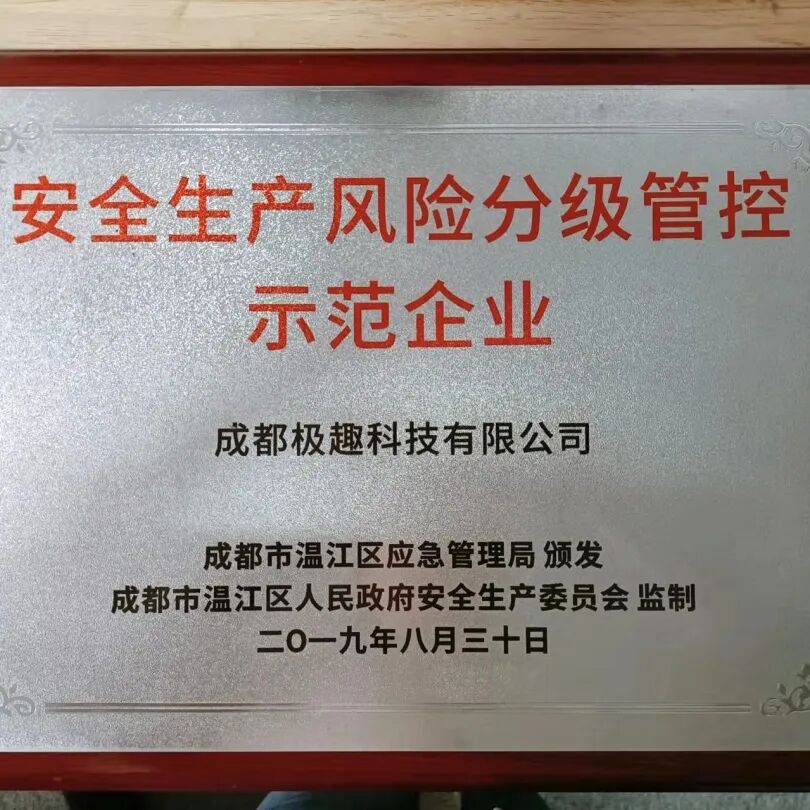 安全生产风险分级管控
示范企业
成都极趣科技有限公司
成都市温江区应急管理局 颁发
成都市温江区人民政府安全生产委员会 监制
二O一九年八月三十日